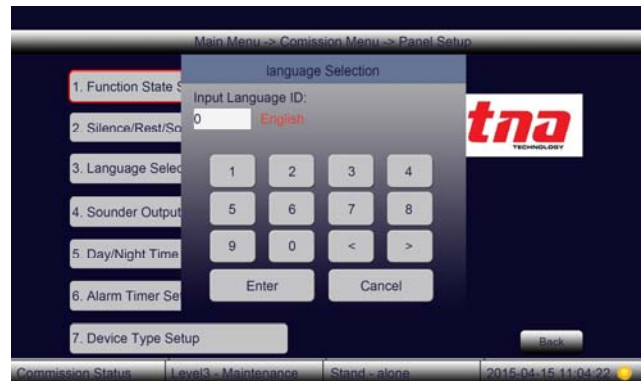 Main Menu -> Comission Menu -> Panel Setup
language Selection
1. Function State S
Input Language ID:
0 English
2. Silence/Rest/So
tna
TECHNOLOGY
3. Language Selec
1 2 3 4
4. Sounder Output
5 6 7 8
5. Day/Night Time
9 0 < >
6. Alarm Timer Se
Enter Cancel
7. Device Type Setup
Back
Commission Status Level3 - Maintenance Stand - alone 2015-04-15 11:04:22